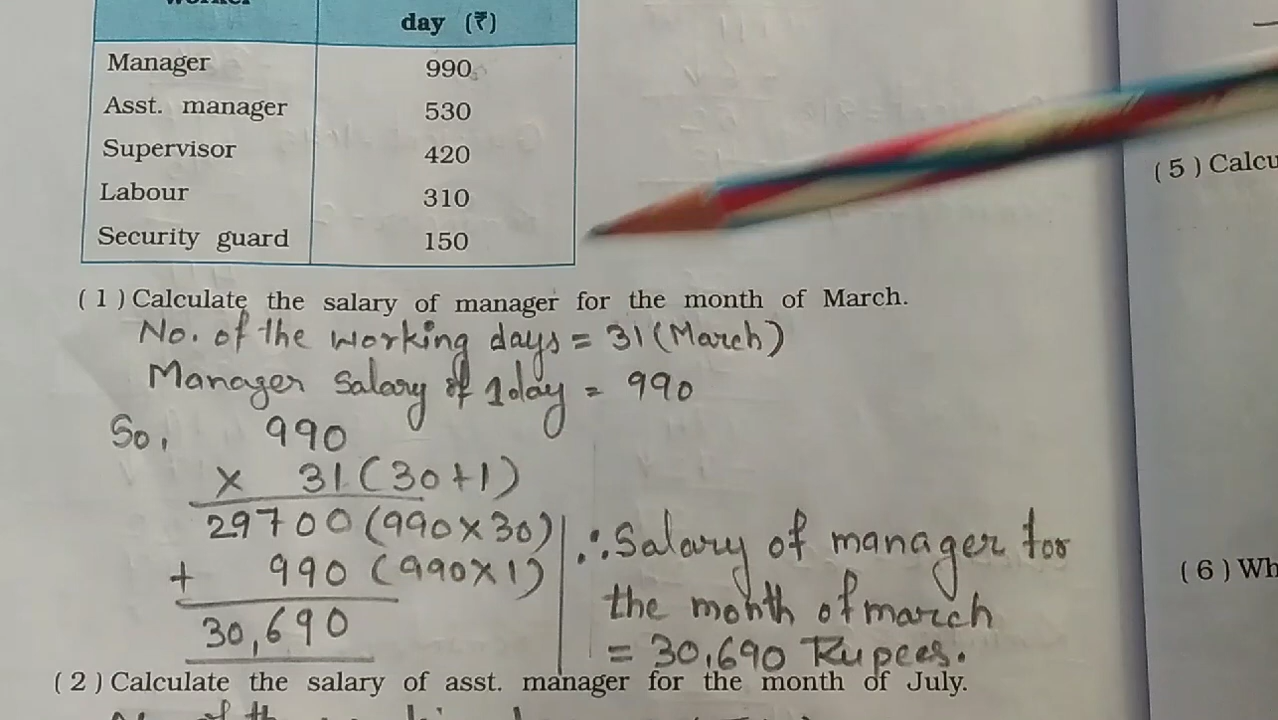 day (₹)
Manager 990
Asst. manager 530
Supervisor 420
Labour 310
Security guard 150
(1) Calculate the salary of manager for the month of March.
No. of the working days = 31 (March)
Manager Salary of 1 day = 990
So, 990
x 31 (30+1)
29700 (990x30)
+ 990 (990x1)
30,690
∴ Salary of manager for
the month of march
= 30,690 Rupees.
(2) Calculate the salary of asst. manager for the month of July.
(5) Calcu
(6) Wh